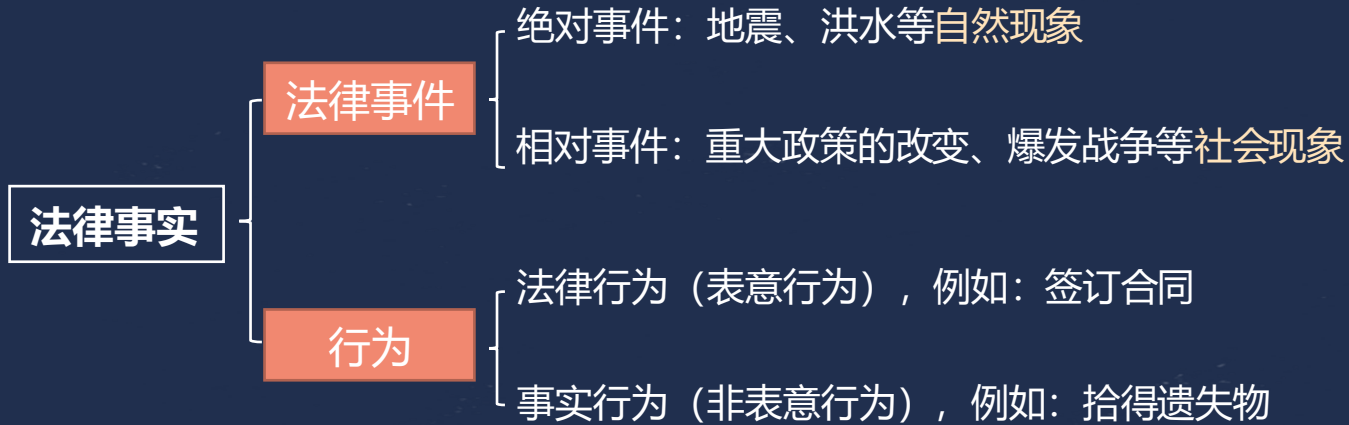 绝对事件：地震、洪水等自然现象
法律事件
相对事件：重大政策的改变、爆发战争等社会现象
法律事实
法律行为（表意行为），例如：签订合同
行为
事实行为（非表意行为），例如：拾得遗失物